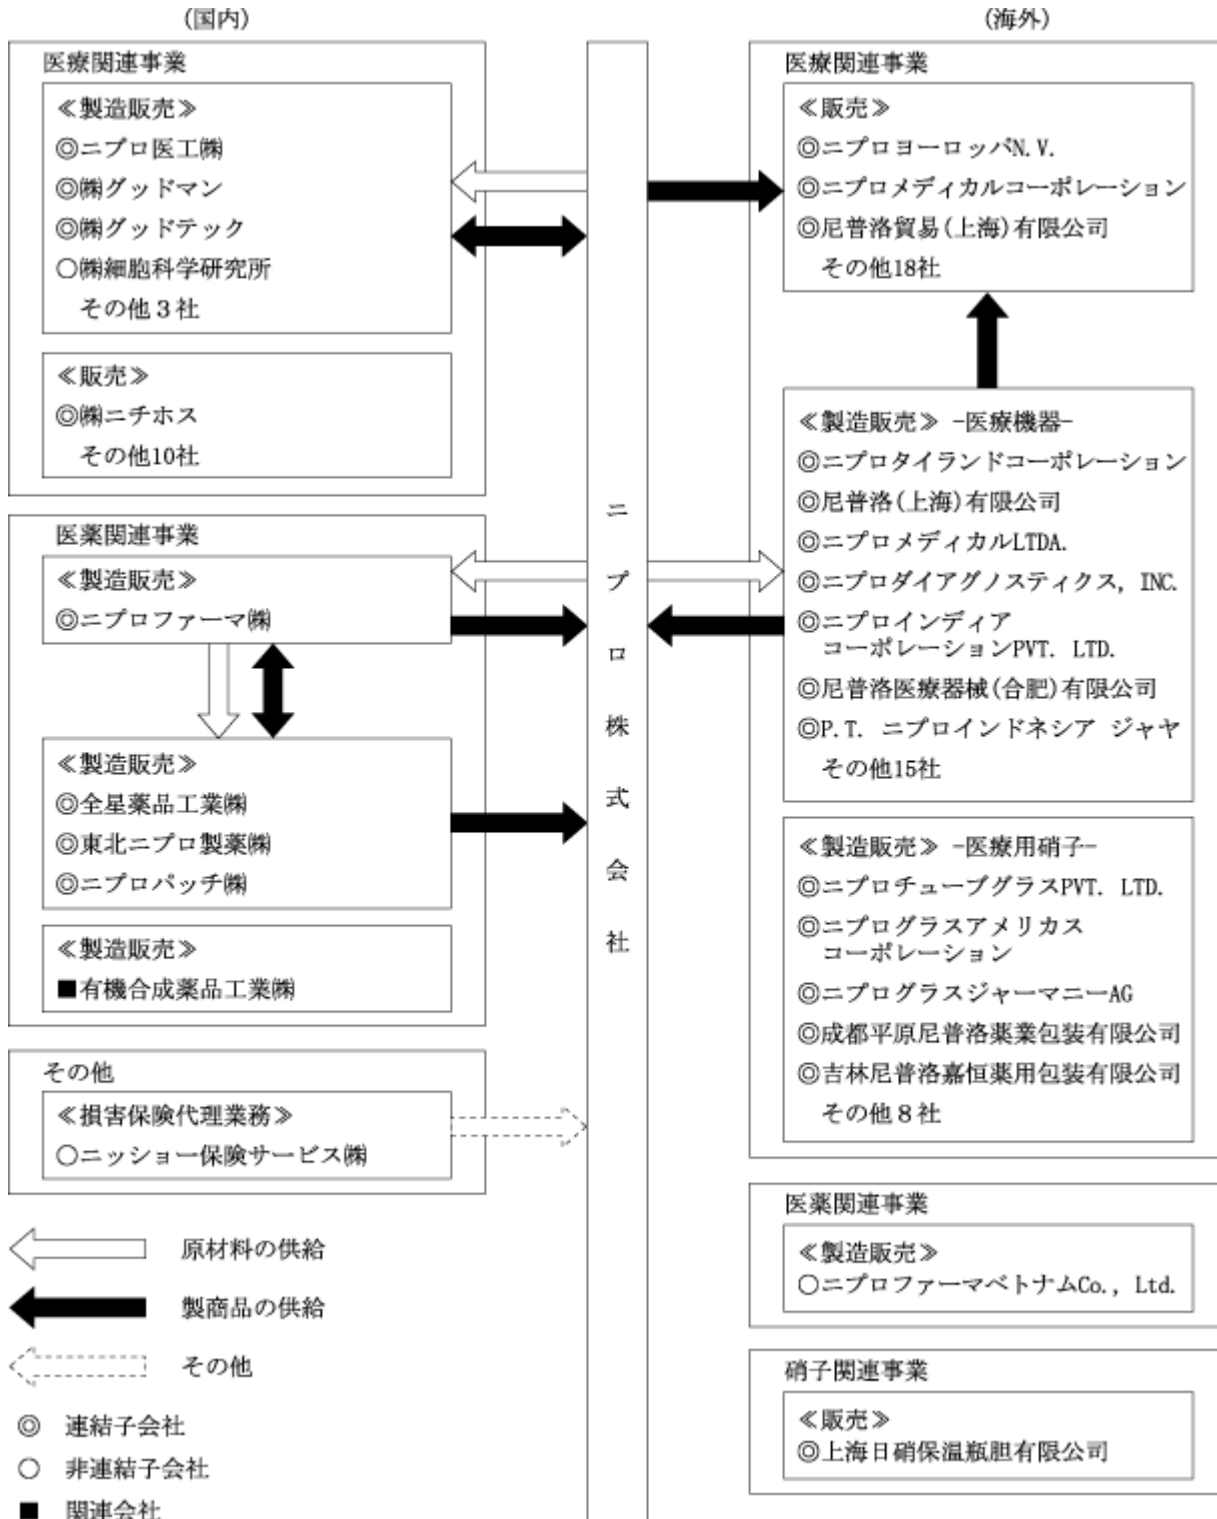 (国内)
医療関連事業
≪製造販売≫
◎ニプロ医工㈱
◎㈱グッドマン
◎㈱グッドテック
○㈱細胞科学研究所
その他３社
≪販売≫
◎㈱ニチホス
その他10社
医薬関連事業
≪製造販売≫
◎ニプロファーマ㈱
≪製造販売≫
◎全星薬品工業㈱
◎東北ニプロ製薬㈱
◎ニプロパッチ㈱
≪製造販売≫
■有機合成薬品工業㈱
その他
≪損害保険代理業務≫
○ニッショー保険サービス㈱
原材料の供給
製商品の供給
その他
◎ 連結子会社
○ 非連結子会社
■ 関連会社
ニプロ株式会社
(海外)
医療関連事業
≪販売≫
◎ニプロヨーロッパN.V.
◎ニプロメディカルコーポレーション
◎尼普洛貿易(上海)有限公司
その他18社
≪製造販売≫ -医療機器-
◎ニプロタイランドコーポレーション
◎尼普洛(上海)有限公司
◎ニプロメディカルLTDA.
◎ニプロダイアグノスティクス, INC.
◎ニプロインディア
コーポレーションPVT. LTD.
◎尼普洛医療器械(合肥)有限公司
◎P.T. ニプロインドネシア ジャヤ
その他15社
≪製造販売≫ -医療用硝子-
◎ニプロチューブグラスPVT. LTD.
◎ニプログラスアメリカス
コーポレーション
◎ニプログラスジャーマニーAG
◎成都平原尼普洛薬業包装有限公司
◎吉林尼普洛嘉恒薬用包装有限公司
その他８社
医薬関連事業
≪製造販売≫
○ニプロファーマベトナムCo., Ltd.
硝子関連事業
≪販売≫
◎上海日硝保温瓶胆有限公司